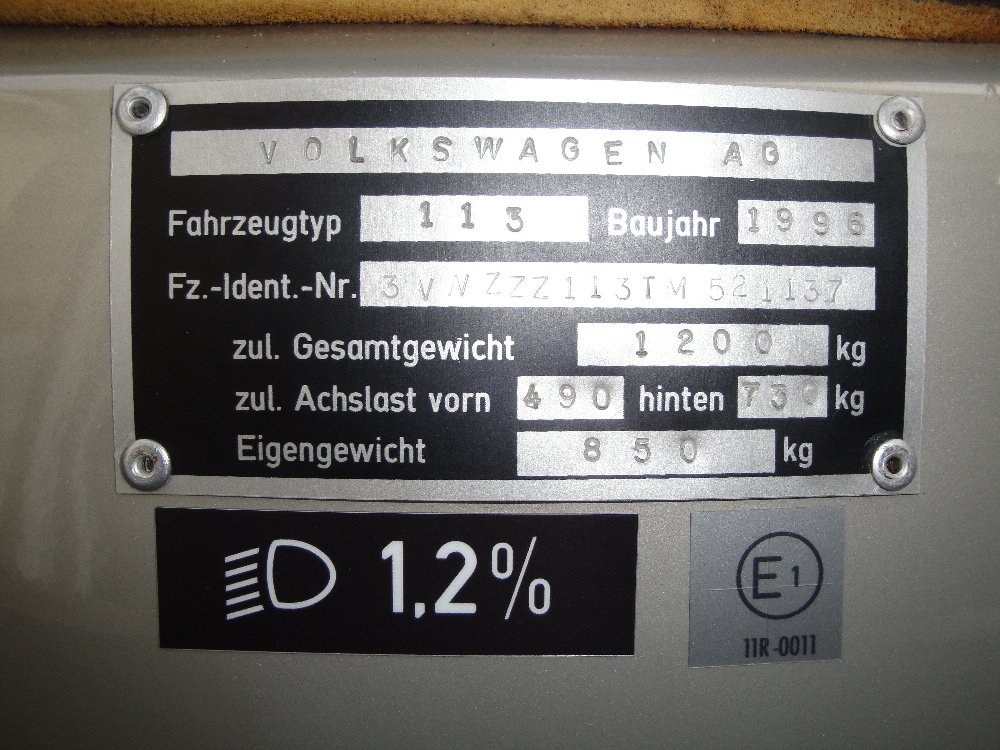 VOLKSWAGEN AG
Fahrzeugtyp 113 Baujahr 1996
Fz.-Ident.-Nr. 3VWZZZ113TM521137
zul. Gesamtgewicht 1200 kg
zul. Achslast vorn 490 hinten 730 kg
Eigengewicht 850 kg
1,2%
E1
11R-0011